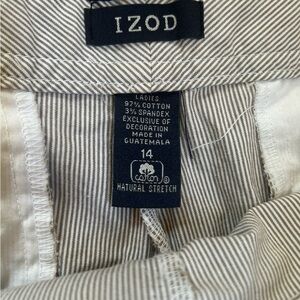 IZOD
LADIES
97% COTTON
3% SPANDEX
EXCLUSIVE OF
DECORATION
MADE IN
GUATEMALA
14
cotton
NATURAL STRETCH